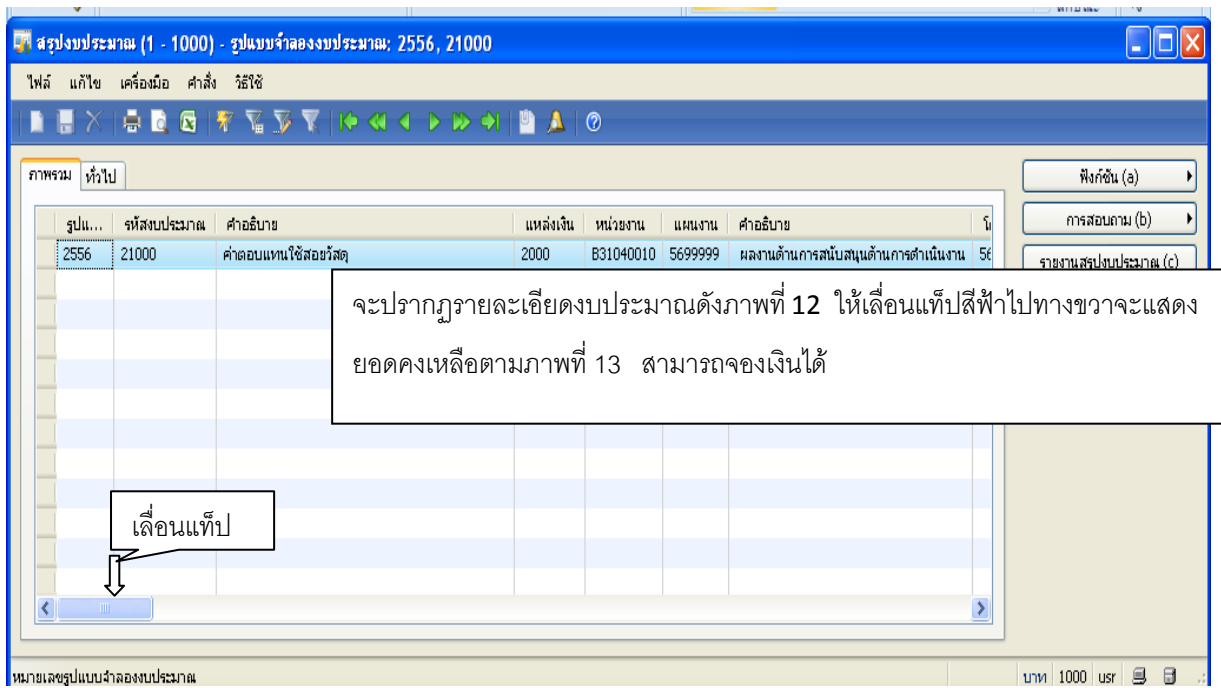 สรุปงบประมาณ (1 - 1000) - รูปแบบจำลองงบประมาณ: 2556, 21000
ไฟล์ แก้ไข เครื่องมือ คำสั่ง วิธีใช้
ภาพรวม ทั่วไป
ฟังก์ชัน (a)
การสอบถาม (b)
รายงานสรุปงบประมาณ (c)
รูปแ... รหัสงบประมาณ คำอธิบาย แหล่งเงิน หน่วยงาน แผนงาน คำอธิบาย
2556 21000 ค่าตอบแทนใช้สอยวัสดุ 2000 B31040010 5699999 ผลงานด้านการสนับสนุนด้านการดำเนินงาน 56
จะปรากฏรายละเอียดงบประมาณดังภาพที่ 12 ให้เลื่อนแท็ปสีฟ้าไปทางขวาจะแสดง
ยอดคงเหลือตามภาพที่ 13 สามารถจองเงินได้
เลื่อนแท็ป
หมายเลขรูปแบบจำลองงบประมาณ บาท 1000 usr